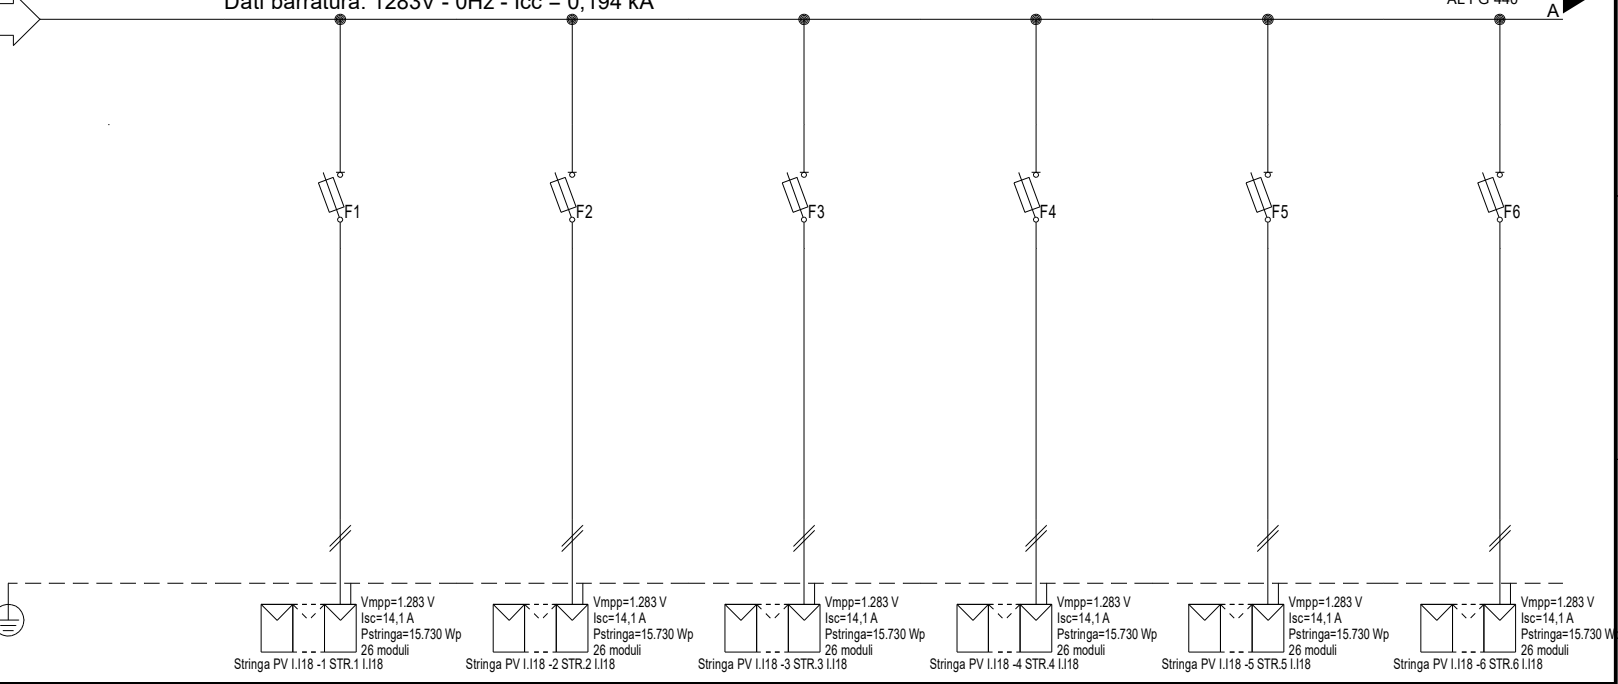 Dati barratura: 1283V - 0Hz - Icc = 0,194 kA
A
F1
F2
F3
F4
F5
F6
Vmpp=1.283 V
Isc=14,1 A
Pstringa=15.730 Wp
26 moduli
Stringa PV I.I18 -1 STR.1 I.I18
Vmpp=1.283 V
Isc=14,1 A
Pstringa=15.730 Wp
26 moduli
Stringa PV I.I18 -2 STR.2 I.I18
Vmpp=1.283 V
Isc=14,1 A
Pstringa=15.730 Wp
26 moduli
Stringa PV I.I18 -3 STR.3 I.I18
Vmpp=1.283 V
Isc=14,1 A
Pstringa=15.730 Wp
26 moduli
Stringa PV I.I18 -4 STR.4 I.I18
Vmpp=1.283 V
Isc=14,1 A
Pstringa=15.730 Wp
26 moduli
Stringa PV I.I18 -5 STR.5 I.I18
Vmpp=1.283 V
Isc=14,1 A
Pstringa=15.730 W
26 moduli
Stringa PV I.I18 -6 STR.6 I.I18